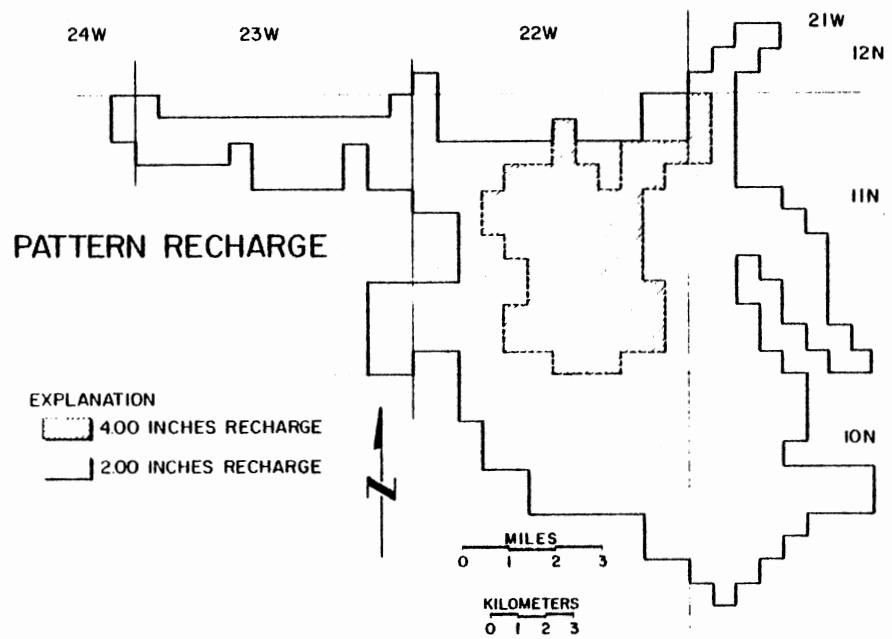 24W 23W 22W 21W
12N
11N
PATTERN RECHARGE
EXPLANATION
4.00 INCHES RECHARGE
2.00 INCHES RECHARGE
10N
N
MILES
0 1 2 3
KILOMETERS
0 1 2 3